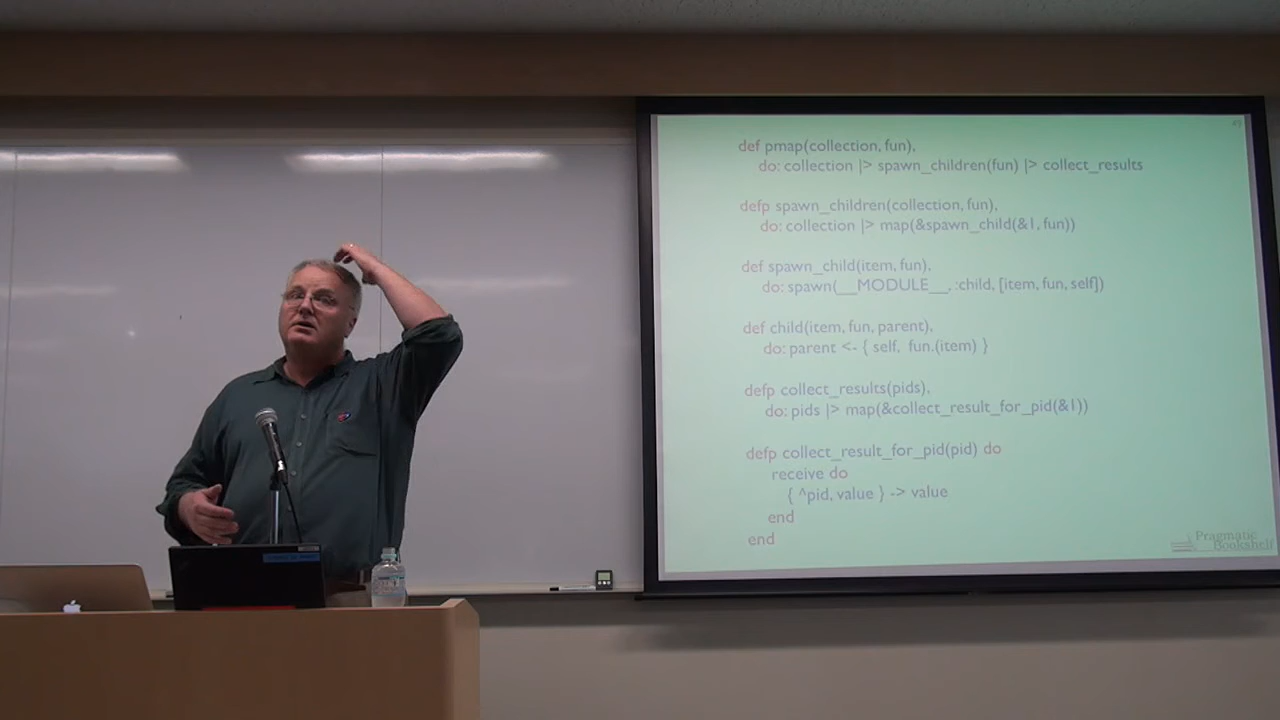 49
def pmap(collection, fun),
do: collection |> spawn_children(fun) |> collect_results
defp spawn_children(collection, fun),
do: collection |> map(&spawn_child(&1, fun))
def spawn_child(item, fun),
do: spawn(__MODULE__, :child, [item, fun, self])
def child(item, fun, parent),
do: parent <- { self, fun.(item) }
defp collect_results(pids),
do: pids |> map(&collect_result_for_pid(&1))
defp collect_result_for_pid(pid) do
receive do
{ ^pid, value } -> value
end
end
Pragmatic
Bookshelf